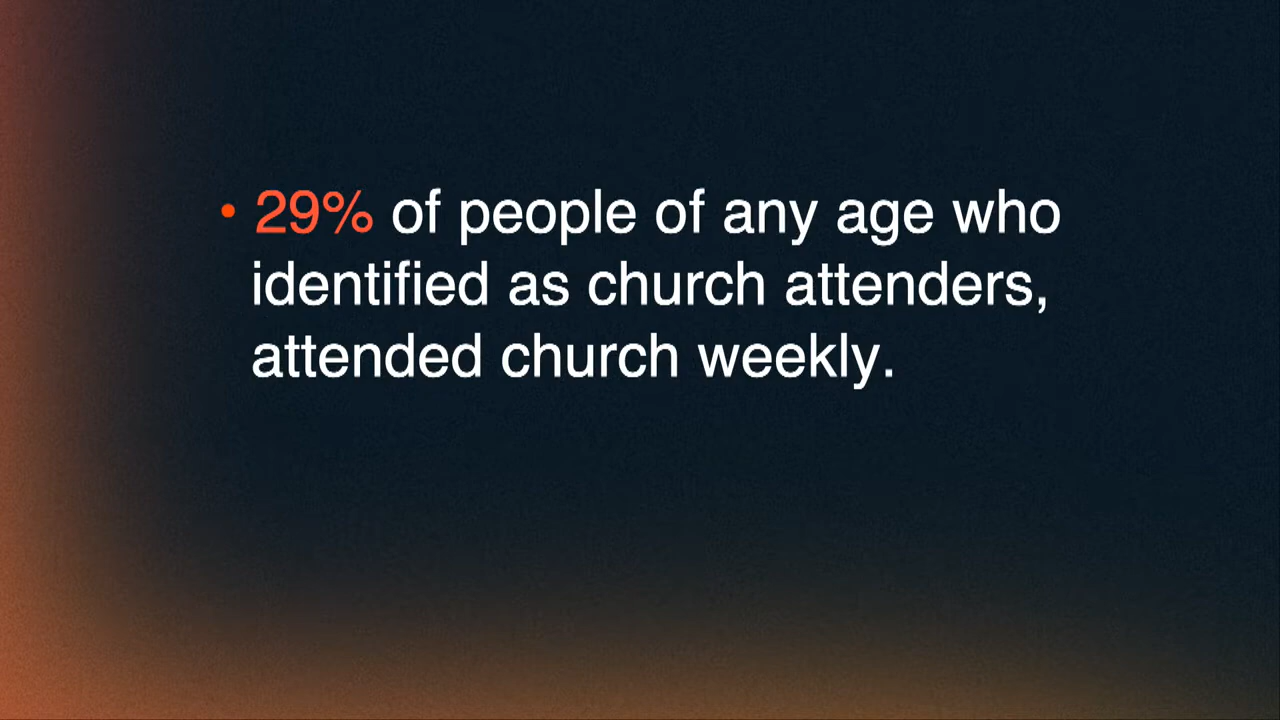 • 29% of people of any age who
identified as church attenders,
attended church weekly.